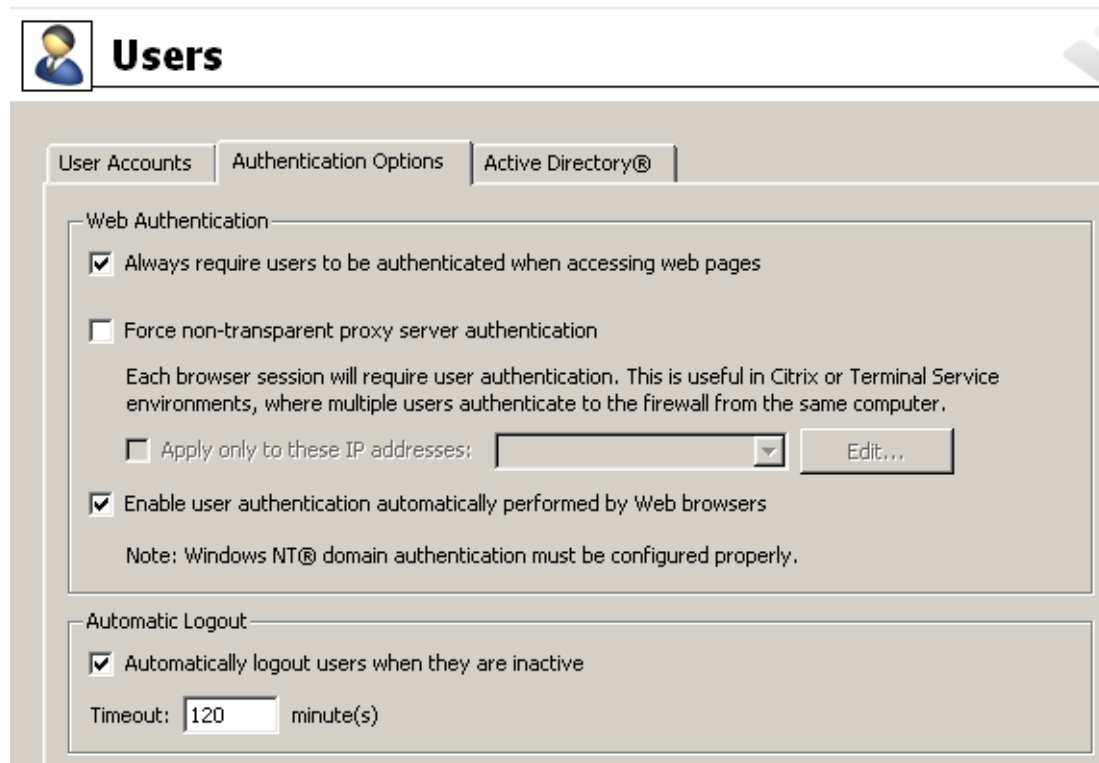 Users
User Accounts
Authentication Options
Active Directory®
Web Authentication
Always require users to be authenticated when accessing web pages
Force non-transparent proxy server authentication
Each browser session will require user authentication. This is useful in Citrix or Terminal Service
environments, where multiple users authenticate to the firewall from the same computer.
Apply only to these IP addresses:
Edit...
Enable user authentication automatically performed by Web browsers
Note: Windows NT® domain authentication must be configured properly.
Automatic Logout
Automatically logout users when they are inactive
Timeout: 120 minute(s)